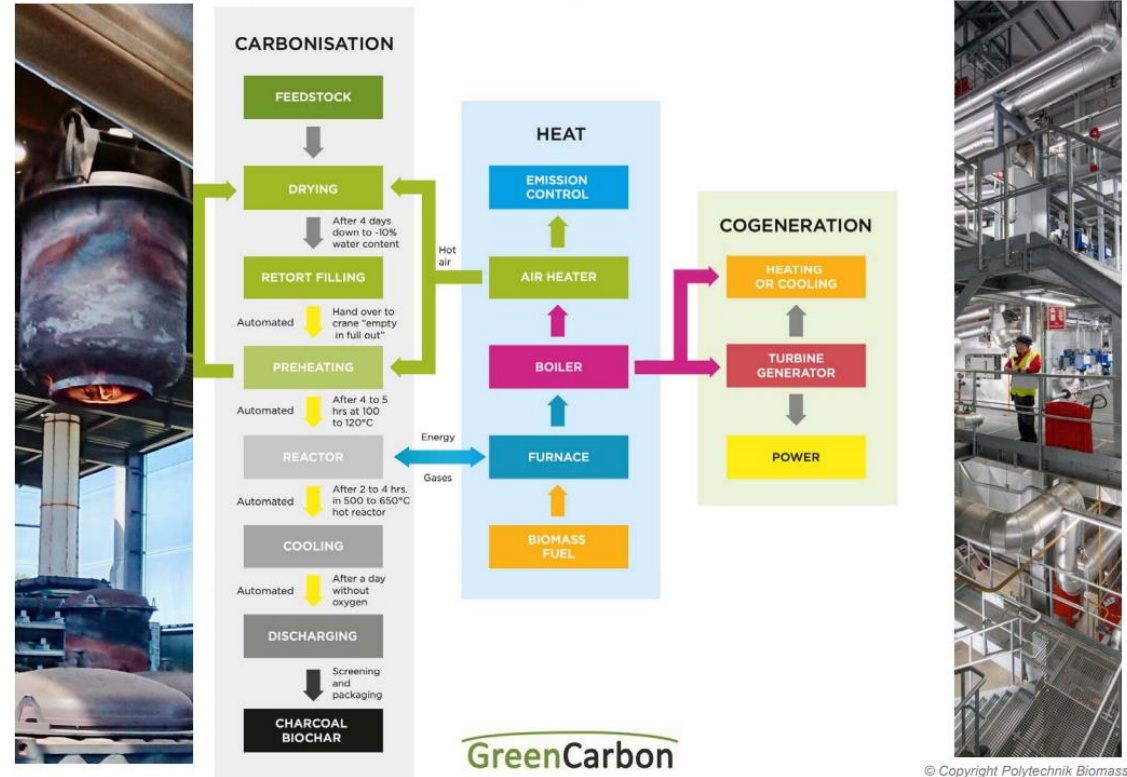 CARBONISATION
FEEDSTOCK
DRYING
After 4 days
down to -10%
water content
RETORT FILLING
Automated
Hand over to
crane “empty
in full out”
PREHEATING
Automated
After 4 to 5
hrs at 100
to 120°C
REACTOR
Automated
After 2 to 4 hrs.
in 500 to 650°C
hot reactor
COOLING
Automated
After a day
without
oxygen
DISCHARGING
Screening
and
packaging
CHARCOAL
BIOCHAR
HEAT
EMISSION
CONTROL
Hot
air
AIR HEATER
BOILER
Energy
Gases
FURNACE
BIOMASS
FUEL
COGENERATION
HEATING
OR COOLING
TURBINE
GENERATOR
POWER
GreenCarbon
© Copyright Polytechnik Biomass